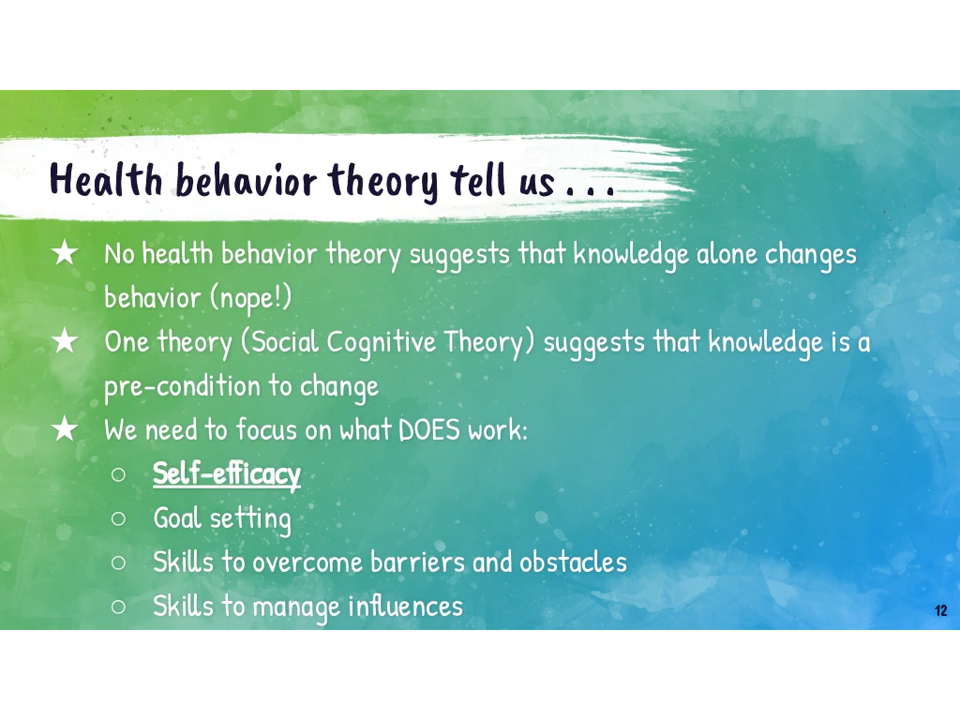 Health behavior theory tell us . . .
★ No health behavior theory suggests that knowledge alone changes
behavior (nope!)
★ One theory (Social Cognitive Theory) suggests that knowledge is a
pre-condition to change
★ We need to focus on what DOES work:
○ Self-efficacy
○ Goal setting
○ Skills to overcome barriers and obstacles
○ Skills to manage influences
12